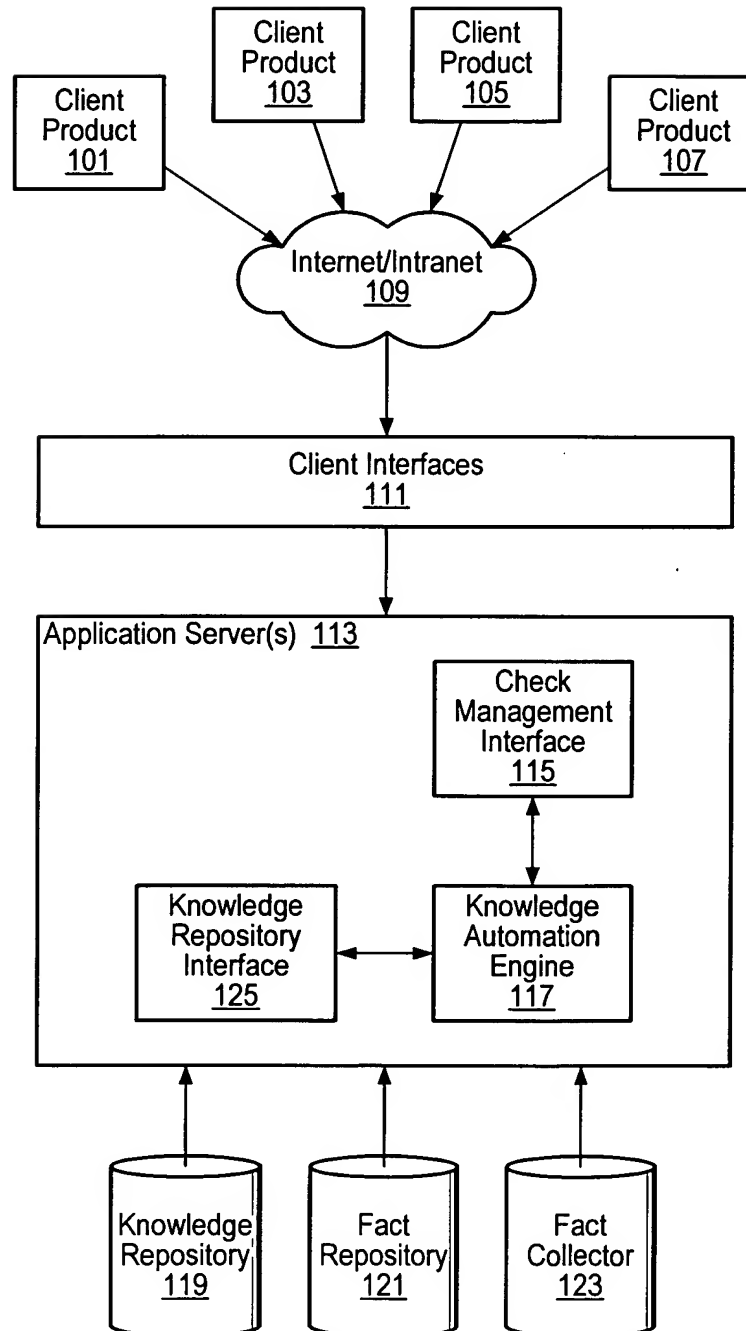 Client
Product
101
Client
Product
103
Client
Product
105
Client
Product
107
Internet/Intranet
109
Client Interfaces
111
Application Server(s) 113
Check
Management
Interface
115
Knowledge
Repository
Interface
125
Knowledge
Automation
Engine
117
Knowledge
Repository
119
Fact
Repository
121
Fact
Collector
123